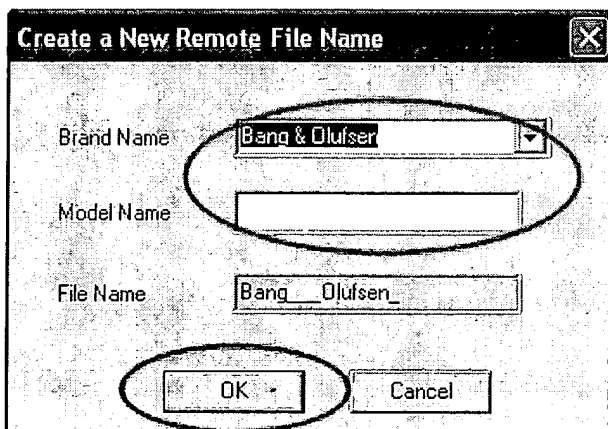 Create a New Remote File Name
Brand Name Bang & Olufsen
Model Name
File Name Bang___Olufsen_
OK Cancel